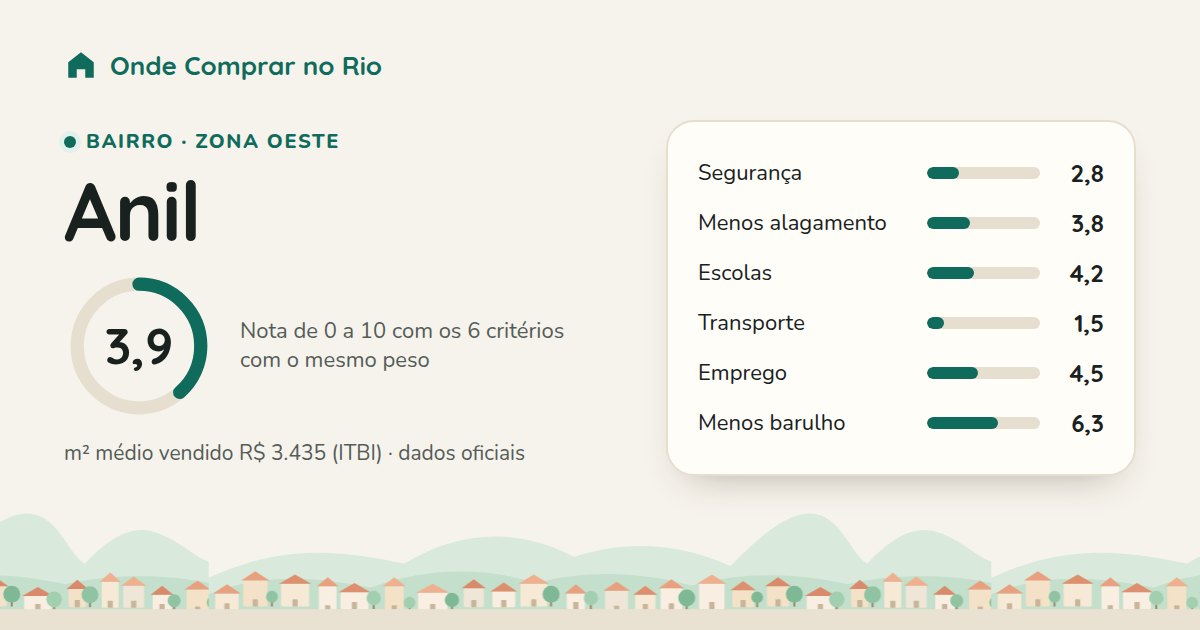 Onde Comprar no Rio
BAIRRO · ZONA OESTE
Anil
3,9
Nota de 0 a 10 com os 6 critérios
com o mesmo peso
m² médio vendido R$ 3.435 (ITBI) · dados oficiais
Segurança 2,8
Menos alagamento 3,8
Escolas 4,2
Transporte 1,5
Emprego 4,5
Menos barulho 6,3